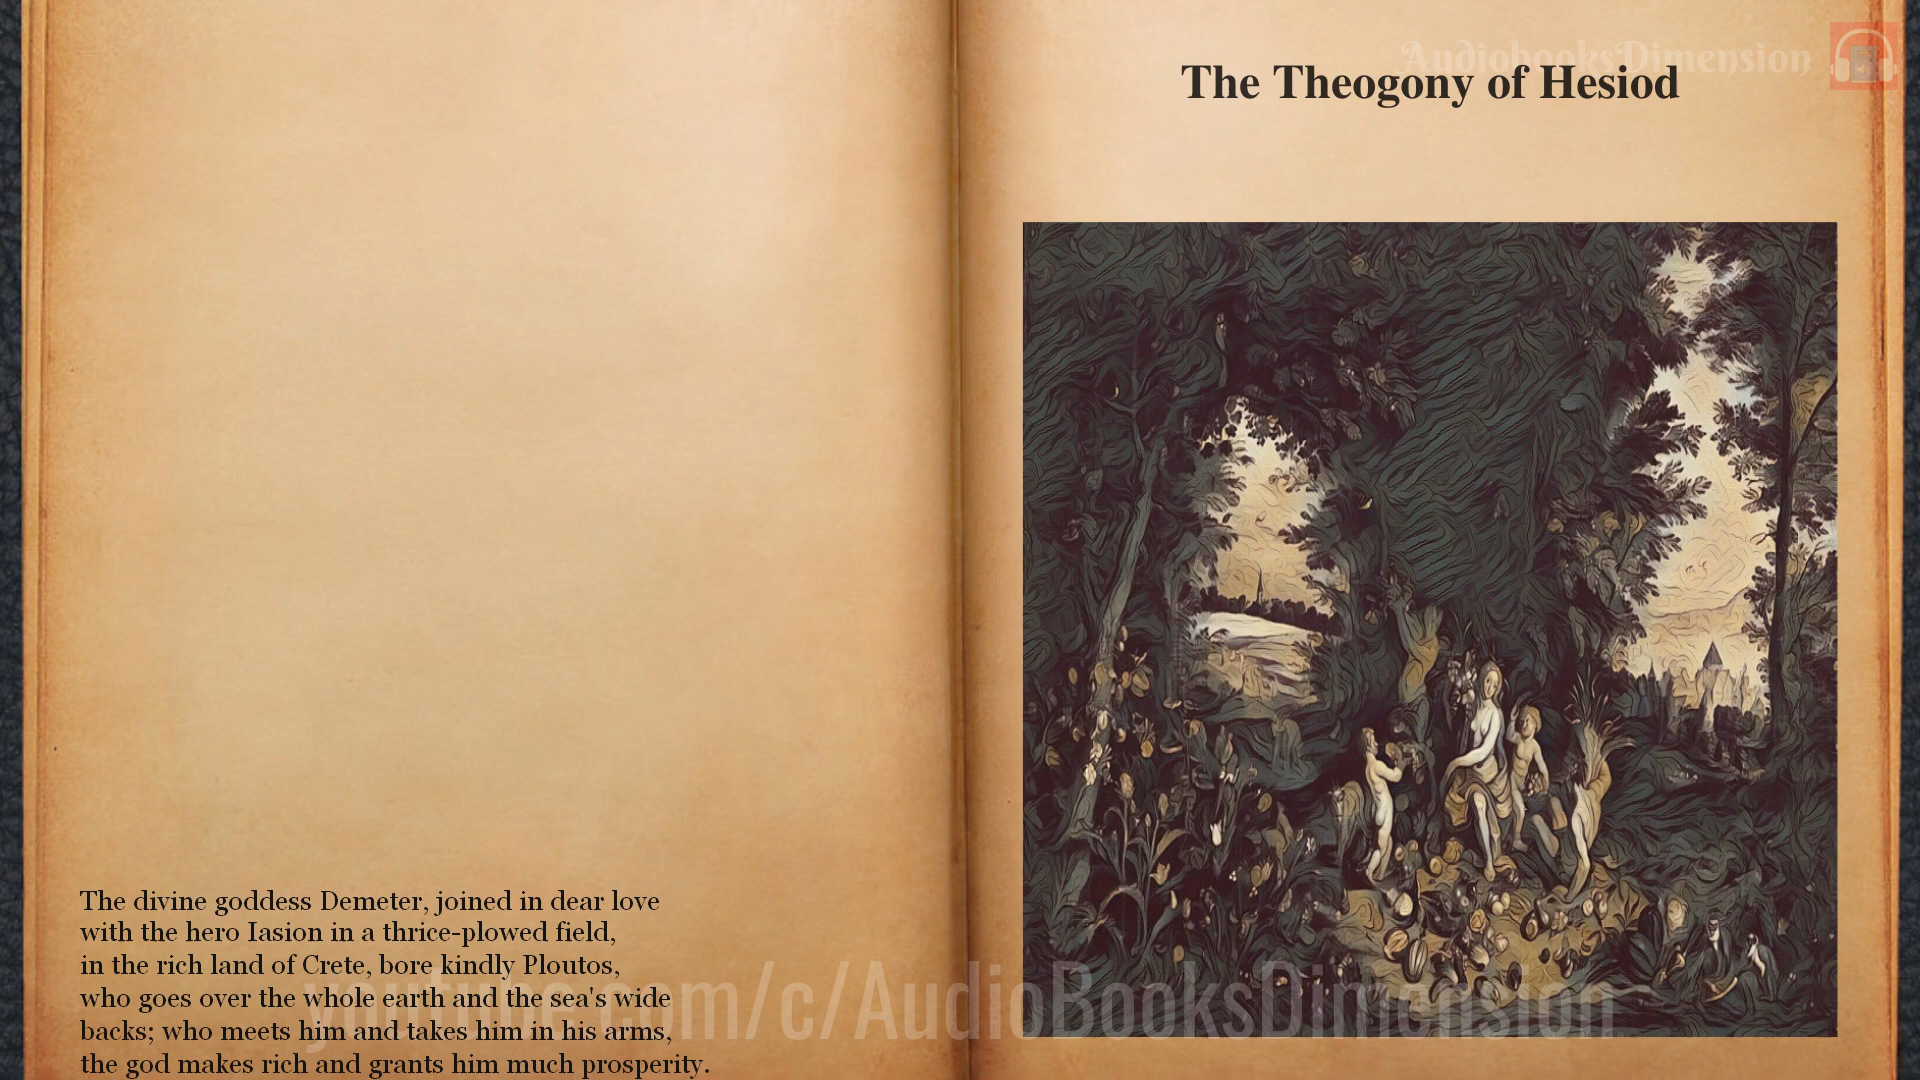 The divine goddess Demeter, joined in dear love
with the hero Iasion in a thrice-plowed field,
in the rich land of Crete, bore kindly Ploutos,
who goes over the whole earth and the sea's wide
backs; who meets him and takes him in his arms,
the god makes rich and grants him much prosperity.
AudiobooksDimension
The Theogony of Hesiod
youtube.com/c/AudioBooksDimension